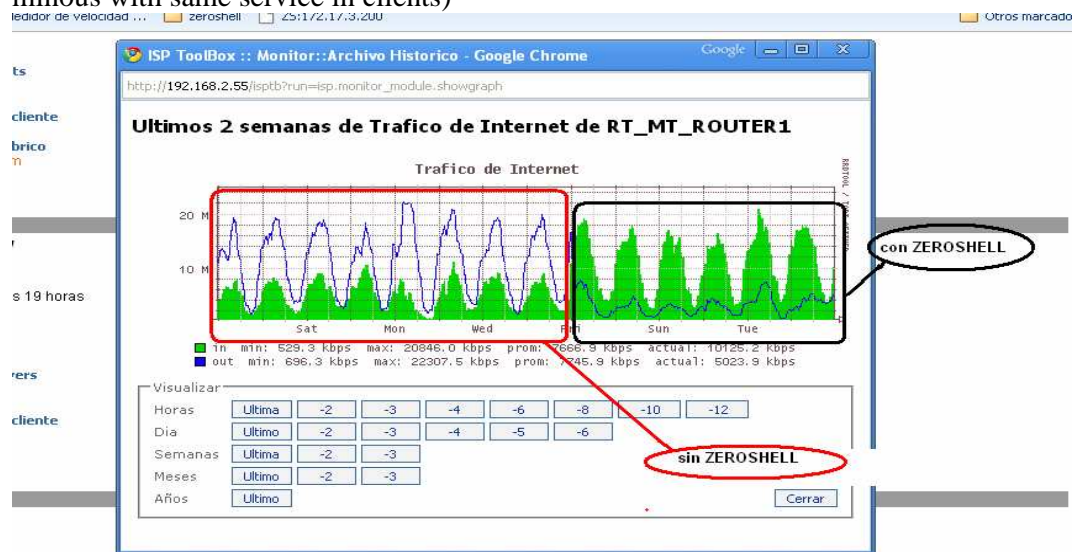 minous with same service in clients)
dedidor de velocidad ... zeroshell ZS:172.17.3.200 Otros marcado
ISP ToolBox :: Monitor::Archivo Historico - Google Chrome Google
http://192.168.2.55/isptb?run=isp.monitor_module.showgraph
ts
cliente
brico
m
s 19 horas
vers
cliente
Ultimos 2 semanas de Trafico de Internet de RT_MT_ROUTER1
Trafico de Internet
20 M
10 M
Sat Mon Wed Fri Sun Tue
in min: 529.3 kbps max: 20846.0 kbps prom: 7666.9 kbps actual: 10125.2 kbps
out min: 696.3 kbps max: 22307.5 kbps prom: 7745.9 kbps actual: 5023.9 kbps
con ZEROSHELL
sin ZEROSHELL
Visualizar
Horas Ultima -2 -3 -4 -6 -8 -10 -12
Dia Ultimo -2 -3 -4 -5 -6
Semanas Ultima -2 -3
Meses Ultimo -2 -3
Años Ultimo
Cerrar